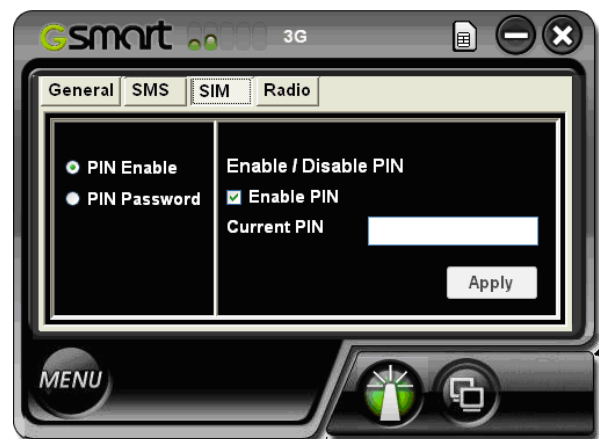 Gsmart 3G
General SMS SIM Radio
PIN Enable
PIN Password
Enable / Disable PIN
Enable PIN
Current PIN
Apply
MENU